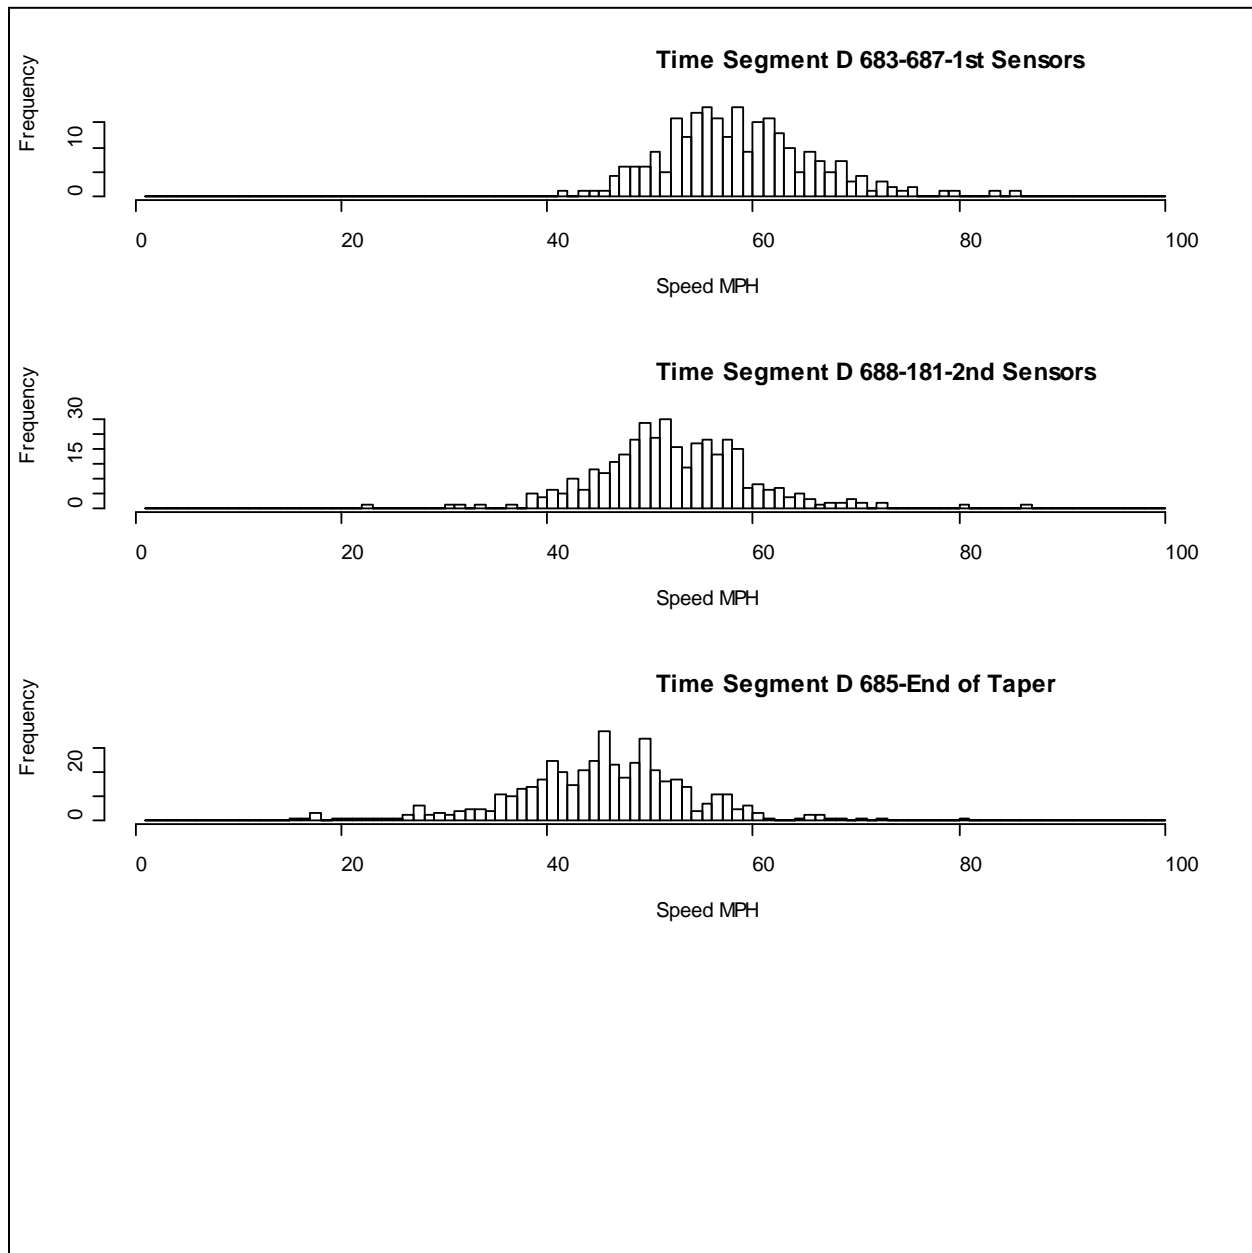 Time Segment D 683-687-1st Sensors
Frequency
10
0
0 20 40 60 80 100
Speed MPH
Time Segment D 688-181-2nd Sensors
Frequency
30
15
0
0 20 40 60 80 100
Speed MPH
Time Segment D 685-End of Taper
Frequency
20
0
0 20 40 60 80 100
Speed MPH